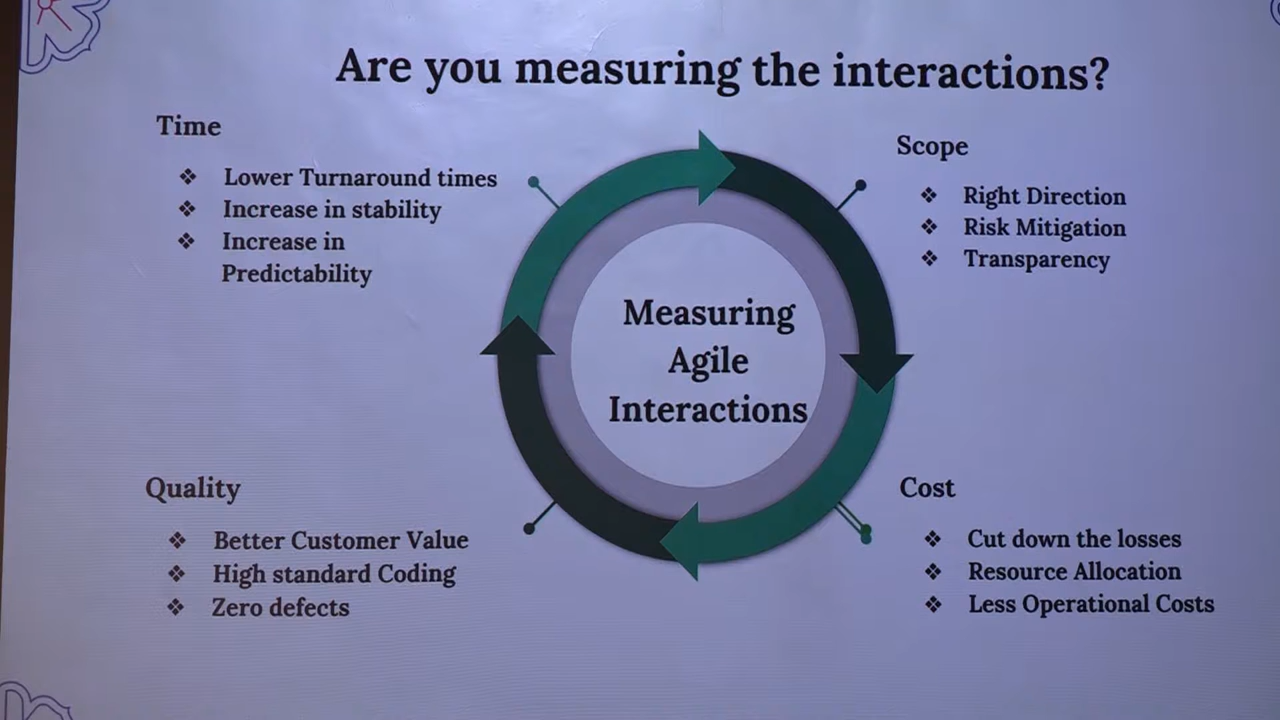 Are you measuring the interactions?
Time
❖ Lower Turnaround times
❖ Increase in stability
❖ Increase in
Predictability
Scope
❖ Right Direction
❖ Risk Mitigation
❖ Transparency
Measuring
Agile
Interactions
Quality
❖ Better Customer Value
❖ High standard Coding
❖ Zero defects
Cost
❖ Cut down the losses
❖ Resource Allocation
❖ Less Operational Costs